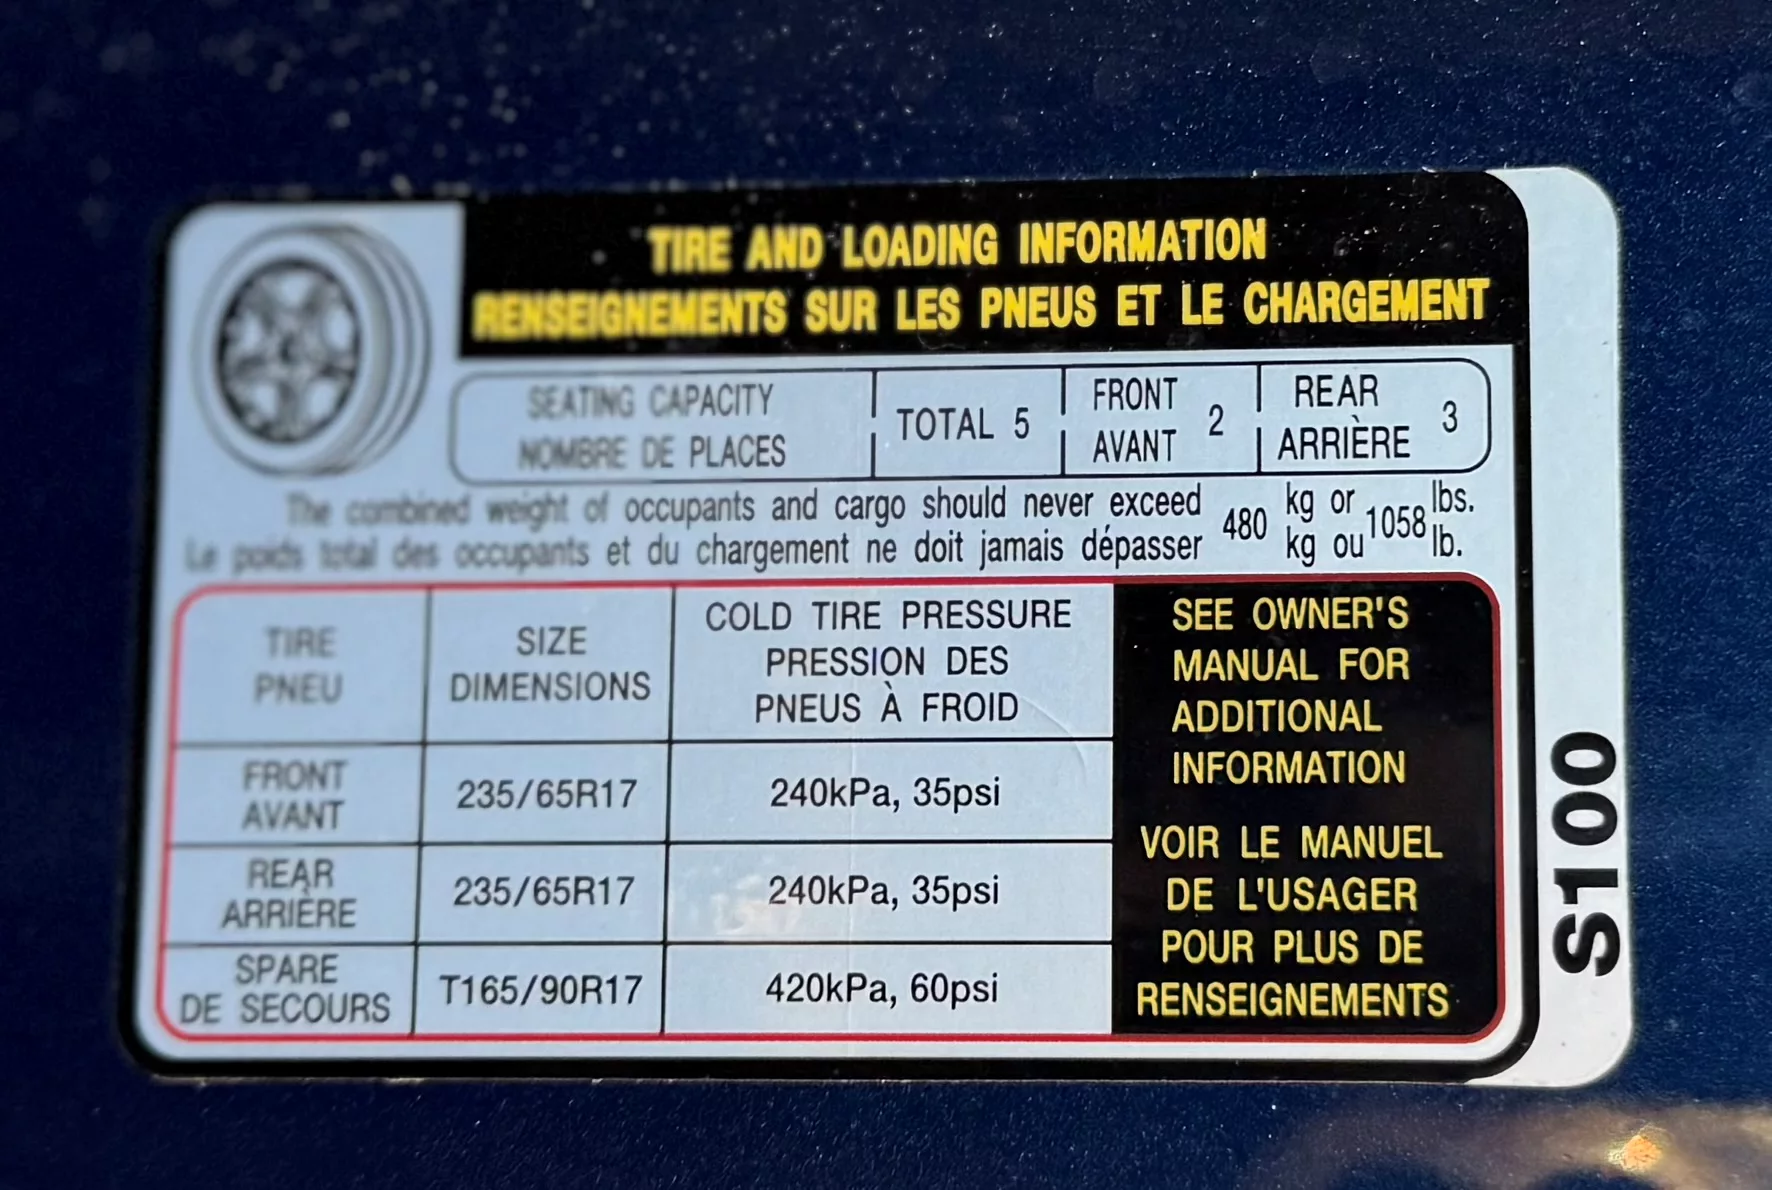 TIRE AND LOADING INFORMATION
RENSEIGNEMENTS SUR LES PNEUS ET LE CHARGEMENT
SEATING CAPACITY
NOMBRE DE PLACES
TOTAL 5
FRONT
AVANT
2
REAR
ARRIÈRE
3
The combined weight of occupants and cargo should never exceed 480 kg or 1058 lbs.
Le poids total des occupants et du chargement ne doit jamais dépasser kg ou lb.
TIRE
PNEU
SIZE
DIMENSIONS
COLD TIRE PRESSURE
PRESSION DES
PNEUS À FROID
FRONT
AVANT
235/65R17
240kPa, 35psi
REAR
ARRIÈRE
235/65R17
240kPa, 35psi
SPARE
DE SECOURS
T165/90R17
420kPa, 60psi
SEE OWNER'S
MANUAL FOR
ADDITIONAL
INFORMATION
VOIR LE MANUEL
DE L'USAGER
POUR PLUS DE
RENSEIGNEMENTS
S100